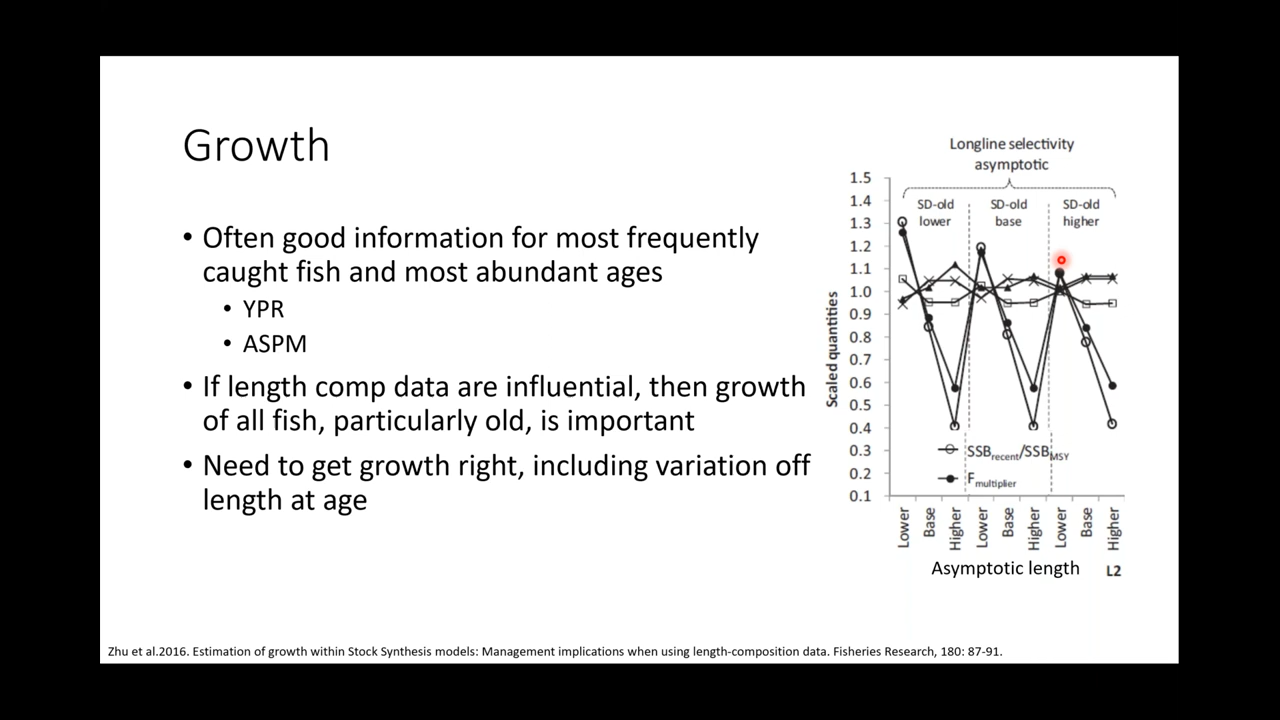 Growth
• Often good information for most frequently
caught fish and most abundant ages
• YPR
• ASPM
• If length comp data are influential, then growth
of all fish, particularly old, is important
• Need to get growth right, including variation off
length at age
Longline selectivity
asymptotic
SD-old
lower
SD-old
base
SD-old
higher
1.5
1.4
1.3
1.2
1.1
1.0
0.9
0.8
0.7
0.6
0.5
0.4
0.3
0.2
0.1
Scaled quantities
SSBrecent/SSBMSY
Fmultiplier
Lower
Base
Higher
Lower
Base
Higher
Lower
Base
Higher
Asymptotic length
L2
Zhu et al.2016. Estimation of growth within Stock Synthesis models: Management implications when using length-composition data. Fisheries Research, 180: 87-91.